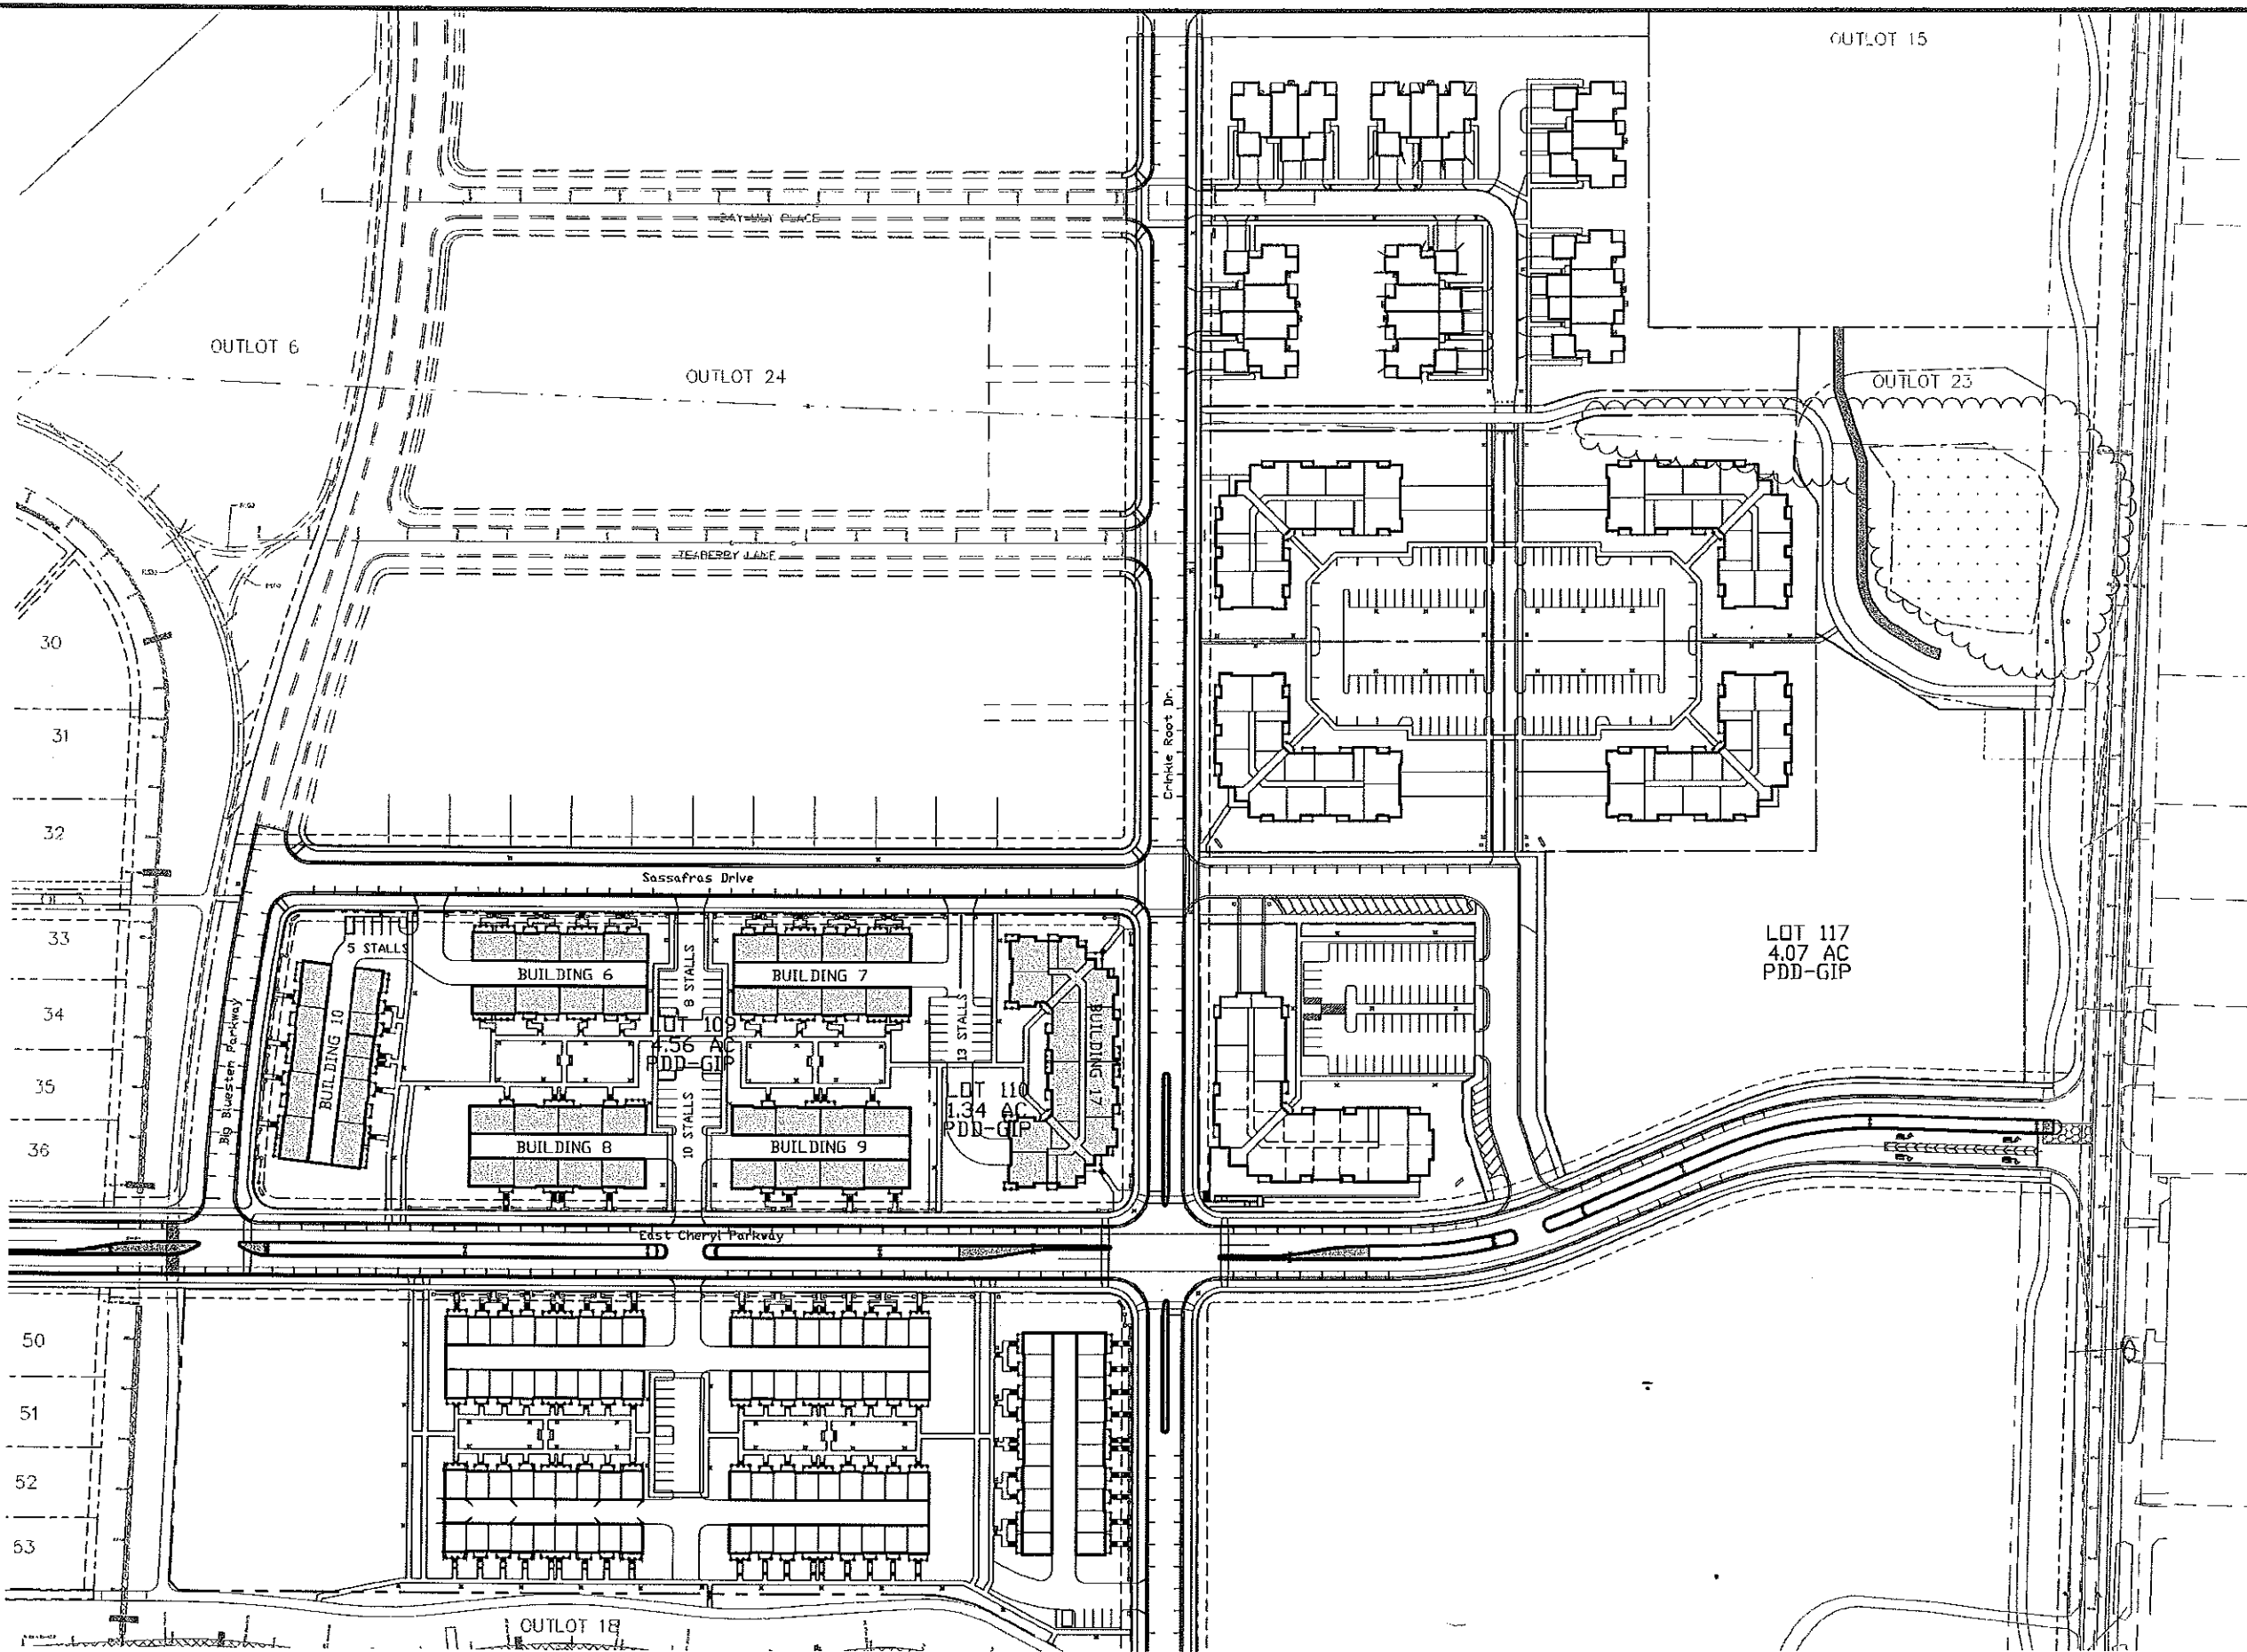 OUTLOT 15
OUTLOT 6
OUTLOT 24
OUTLOT 23
TEABERRY LANE
30
31
32
33
34
35
36
Crinkle Root Dr.
Sassafras Drive
Big Bluestem Parkway
5 STALLS
BUILDING 6
8 STALLS
BUILDING 7
13 STALLS
BUILDING 17
BUILDING 10
LOT 109
4.56 AC
PDD-GIP
LOT 110
1.34 AC
PDD-GIP
BUILDING 8
10 STALLS
BUILDING 9
LOT 117
4.07 AC
PDD-GIP
East Cheryl Parkway
50
51
52
53
OUTLOT 18